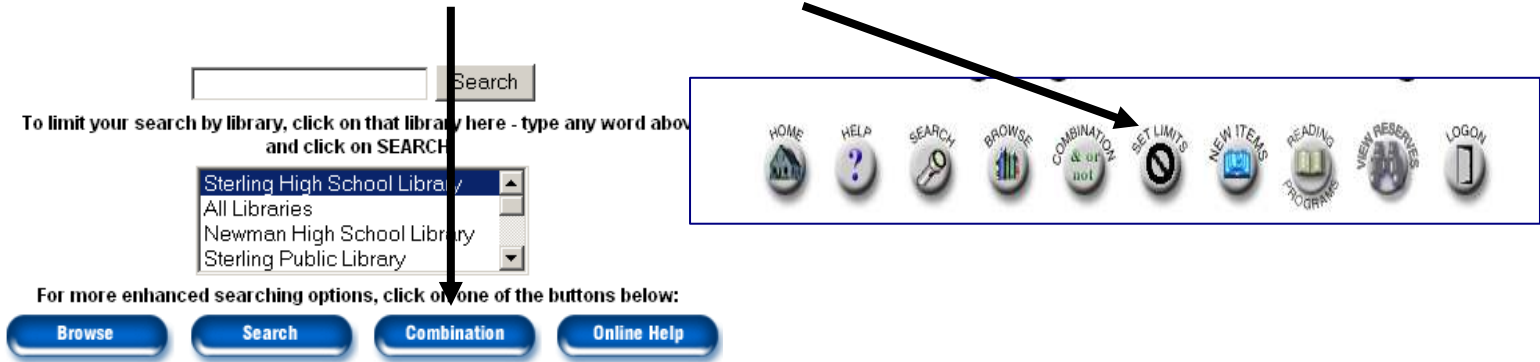 Search
To limit your search by library, click on that library here - type any word abov
and click on SEARCH
Sterling High School Library
All Libraries
Newman High School Library
Sterling Public Library
For more enhanced searching options, click on one of the buttons below:
Browse Search Combination Online Help
HOME HELP SEARCH BROWSE COMBINATION SET LIMITS NEW ITEMS READING PROGRAMS VIEW RESERVES LOGON
?
& or
not